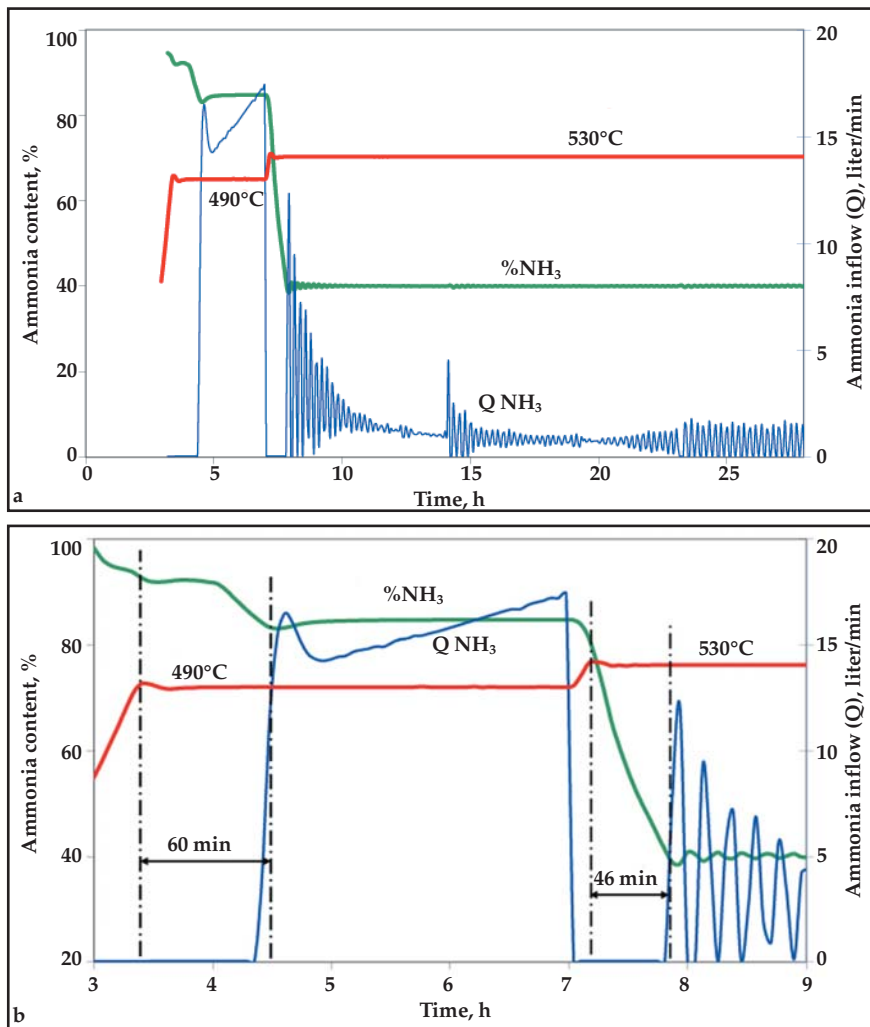 100
80
60
40
20
0
Ammonia content, %
0
5
10
15
20
25
Time, h
20
15
10
5
0
Ammonia inflow (Q), liter/min
490°C
530°C
%NH₃
Q NH₃
a
100
80
60
40
20
Ammonia content, %
3
4
5
6
7
8
9
Time, h
20
15
10
5
0
Ammonia inflow (Q), liter/min
%NH₃
Q NH₃
490°C
530°C
60 min
46 min
b